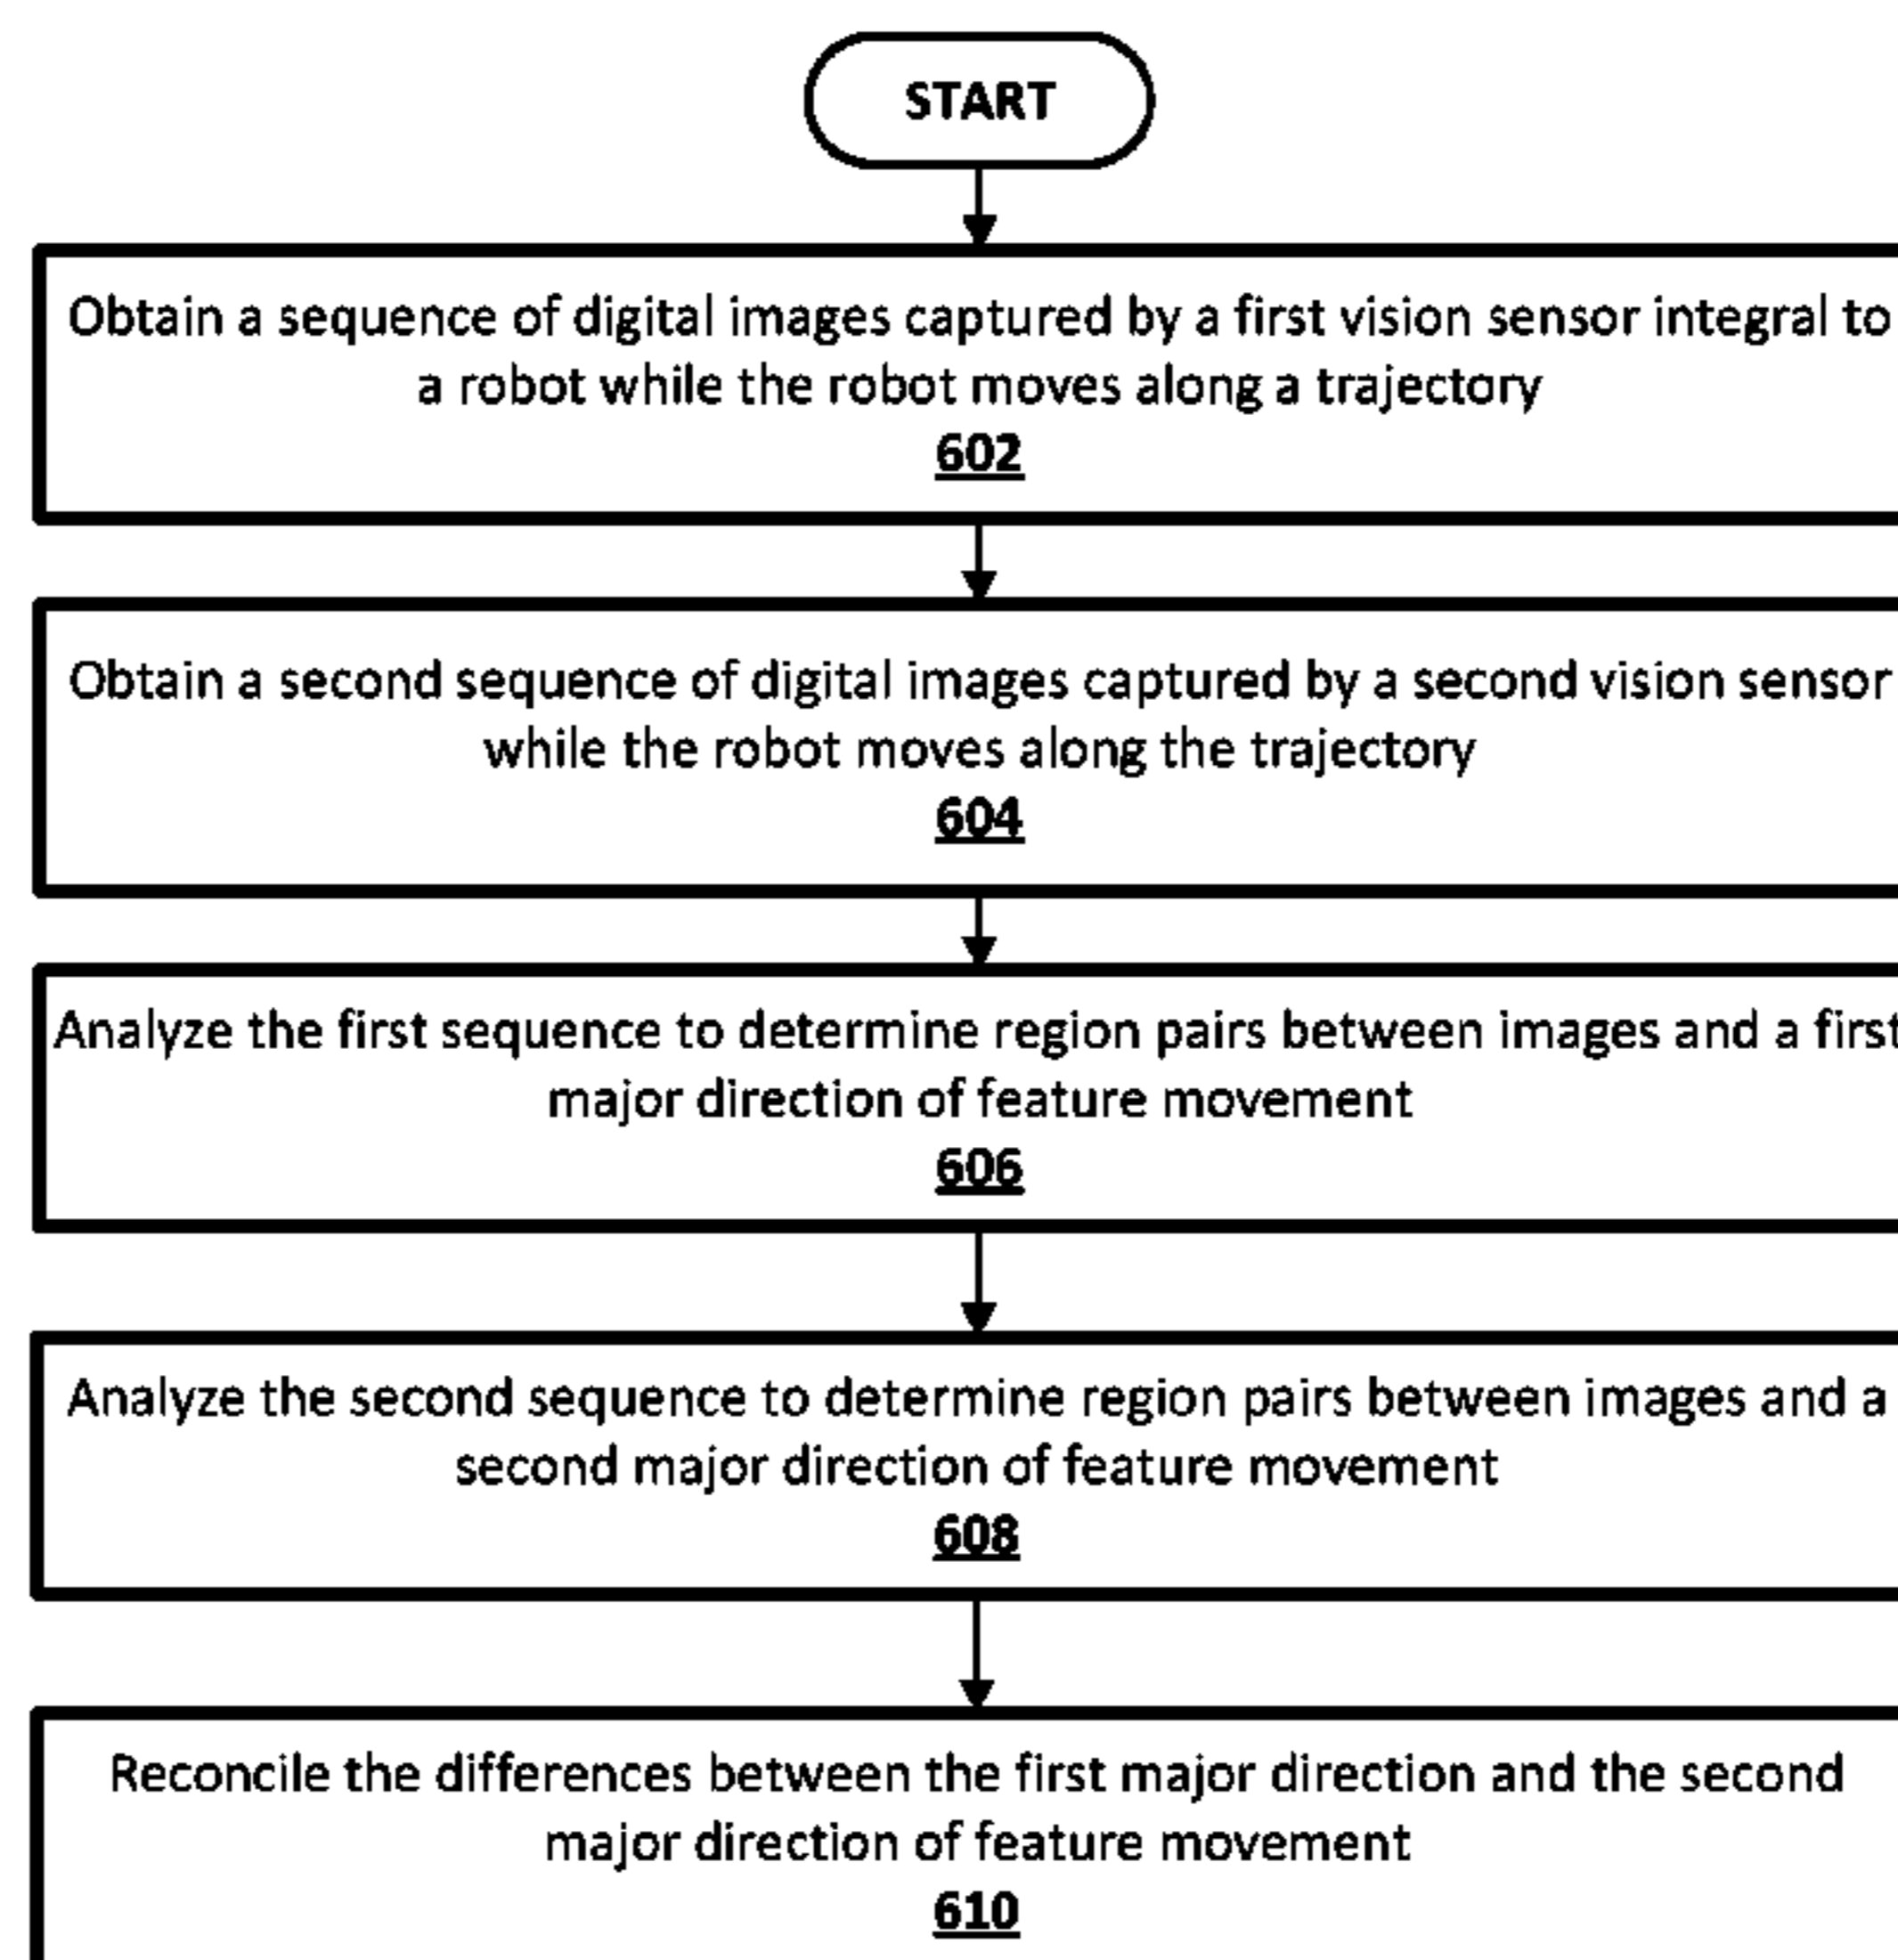 START
Obtain a sequence of digital images captured by a first vision sensor integral to
a robot while the robot moves along a trajectory
602
Obtain a second sequence of digital images captured by a second vision sensor
while the robot moves along the trajectory
604
Analyze the first sequence to determine region pairs between images and a first
major direction of feature movement
606
Analyze the second sequence to determine region pairs between images and a
second major direction of feature movement
608
Reconcile the differences between the first major direction and the second
major direction of feature movement
610